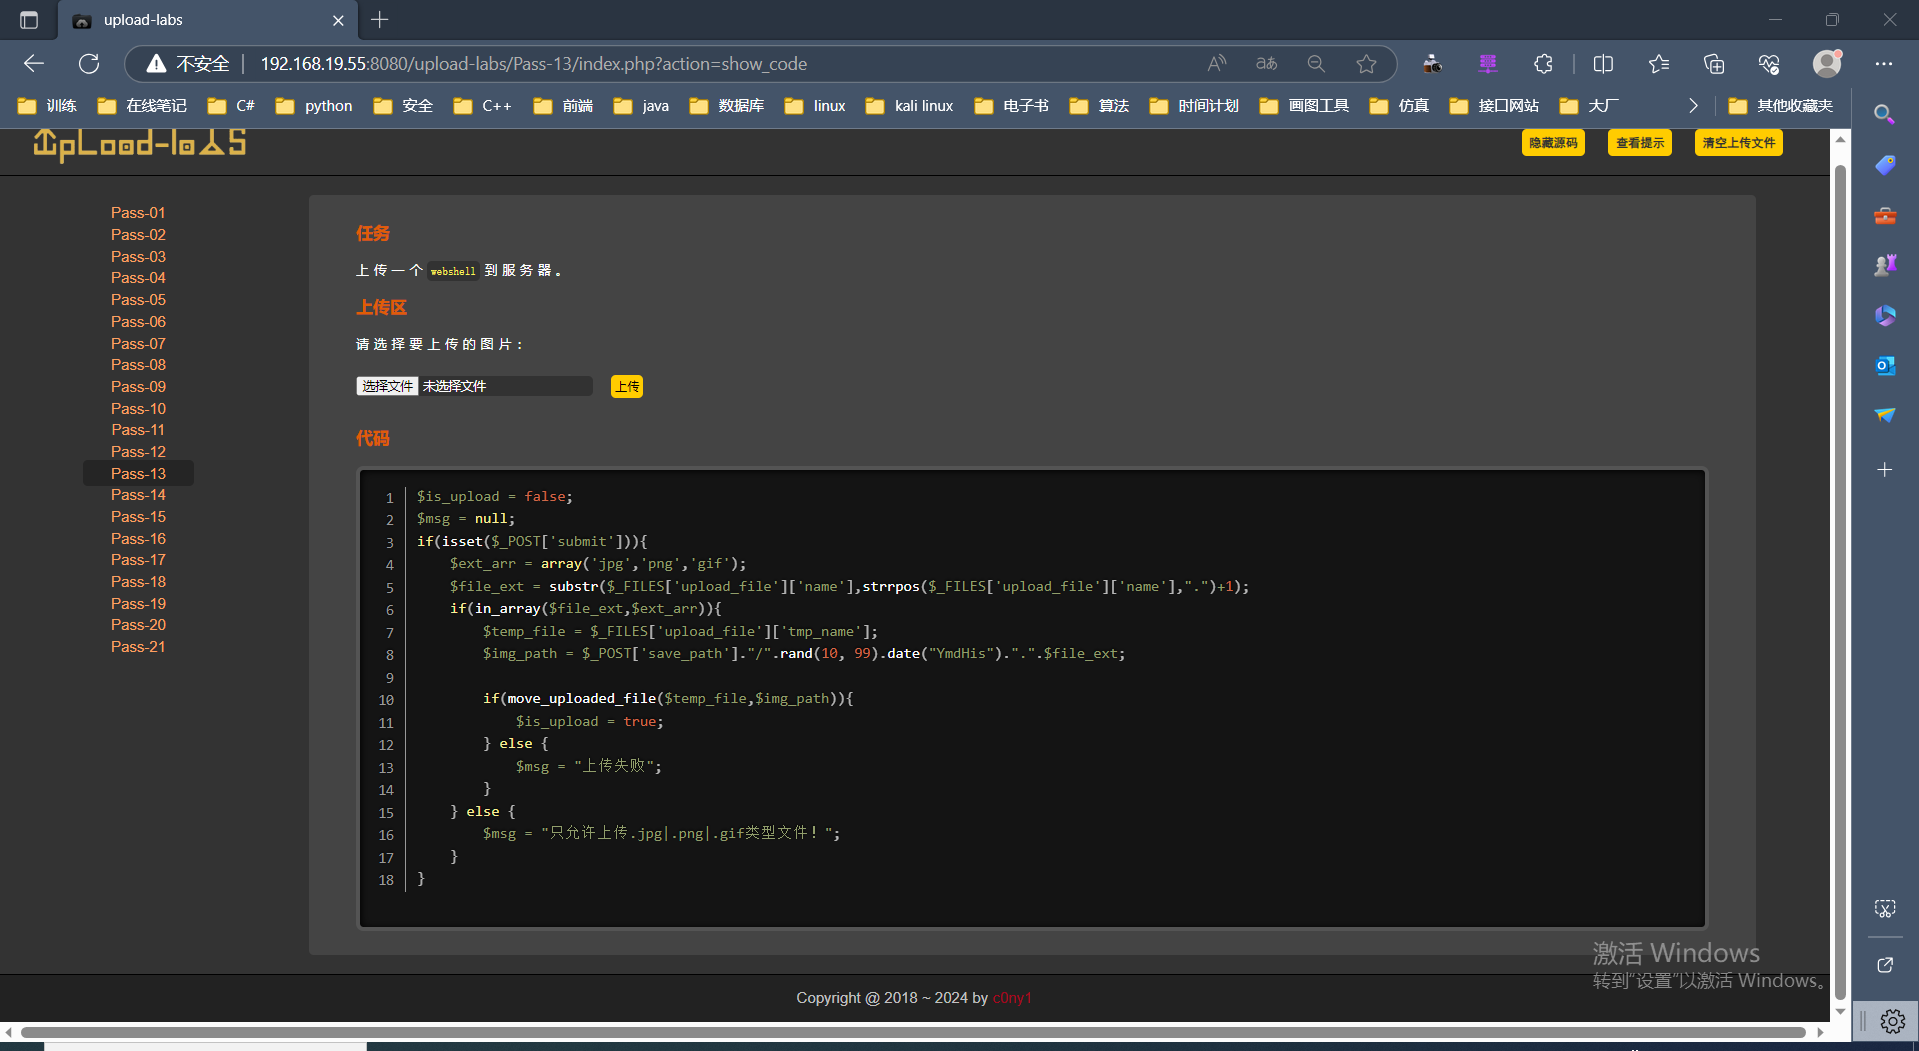 upload-labs
不安全 192.168.19.55:8080/upload-labs/Pass-13/index.php?action=show_code
训练 在线笔记 C# python 安全 C++ 前端 java 数据库 linux kali linux 电子书 算法 时间计划 画图工具 仿真 接口网站 大厂 其他收藏夹
UpLoad-labs 隐藏源码 查看提示 清空上传文件
Pass-01
Pass-02
Pass-03
Pass-04
Pass-05
Pass-06
Pass-07
Pass-08
Pass-09
Pass-10
Pass-11
Pass-12
Pass-13
Pass-14
Pass-15
Pass-16
Pass-17
Pass-18
Pass-19
Pass-20
Pass-21
任务
上传一个 webshell 到服务器。
上传区
请选择要上传的图片：
选择文件 未选择文件 上传
代码
1 $is_upload = false;
2 $msg = null;
3 if(isset($_POST['submit'])){
4 $ext_arr = array('jpg','png','gif');
5 $file_ext = substr($_FILES['upload_file']['name'],strrpos($_FILES['upload_file']['name'],".")+1);
6 if(in_array($file_ext,$ext_arr)){
7 $temp_file = $_FILES['upload_file']['tmp_name'];
8 $img_path = $_POST['save_path']."/".rand(10, 99).date("YmdHis").".".$file_ext;
9
10 if(move_uploaded_file($temp_file,$img_path)){
11 $is_upload = true;
12 } else {
13 $msg = "上传失败";
14 }
15 } else {
16 $msg = "只允许上传.jpg|.png|.gif类型文件！";
17 }
18 }
激活 Windows
转到"设置"以激活 Windows。
Copyright @ 2018 ~ 2024 by c0ny1